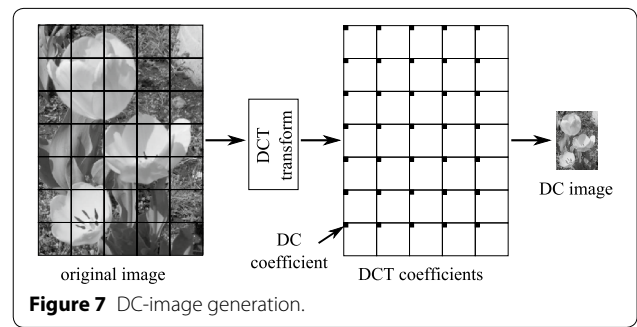 DCT
transform
DC image
DC
coefficient
original image
DCT coefficients
Figure 7 DC-image generation.